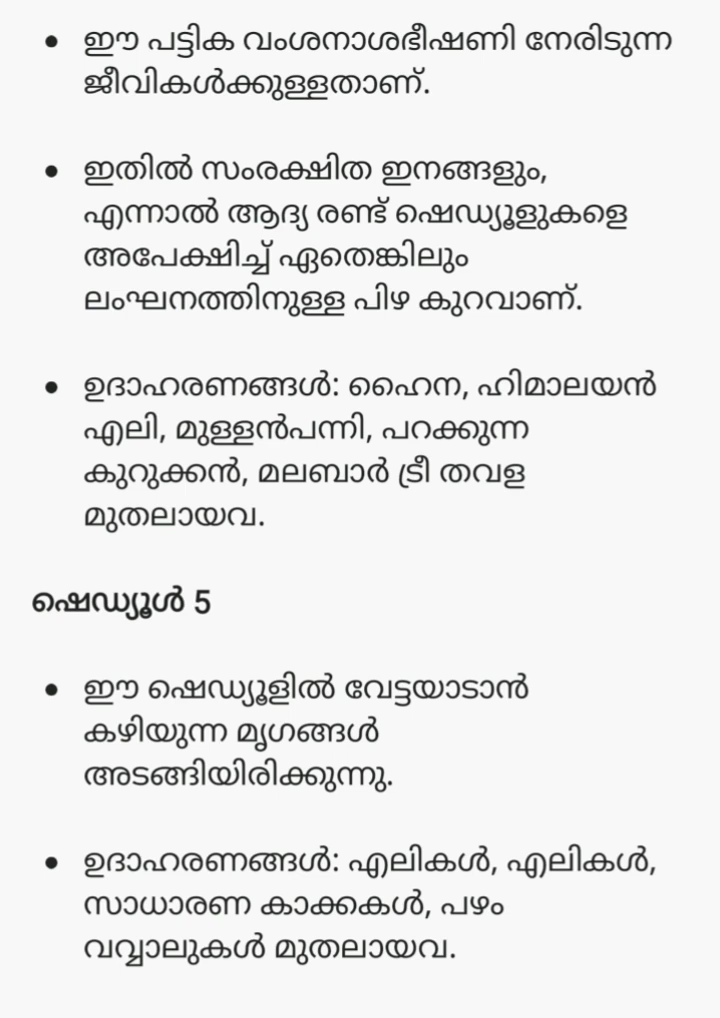 • ഈ പട്ടിക വംശനാശഭീഷണി നേരിടുന്ന
ജീവികൾക്കുള്ളതാണ്.
• ഇതിൽ സംരക്ഷിത ഇനങ്ങളും,
എന്നാൽ ആദ്യ രണ്ട് ഷെഡ്യൂളുകളെ
അപേക്ഷിച്ച് ഏതെങ്കിലും
ലംഘനത്തിനുള്ള പിഴ കുറവാണ്.
• ഉദാഹരണങ്ങൾ: ഹൈന, ഹിമാലയൻ
എലി, മുള്ളൻപന്നി, പറക്കുന്ന
കുറുക്കൻ, മലബാർ ട്രീ തവള
മുതലായവ.
ഷെഡ്യൂൾ 5
• ഈ ഷെഡ്യൂളിൽ വേട്ടയാടാൻ
കഴിയുന്ന മൃഗങ്ങൾ
അടങ്ങിയിരിക്കുന്നു.
• ഉദാഹരണങ്ങൾ: എലികൾ, എലികൾ,
സാധാരണ കാക്കകൾ, പഴം
വവ്വാലുകൾ മുതലായവ.